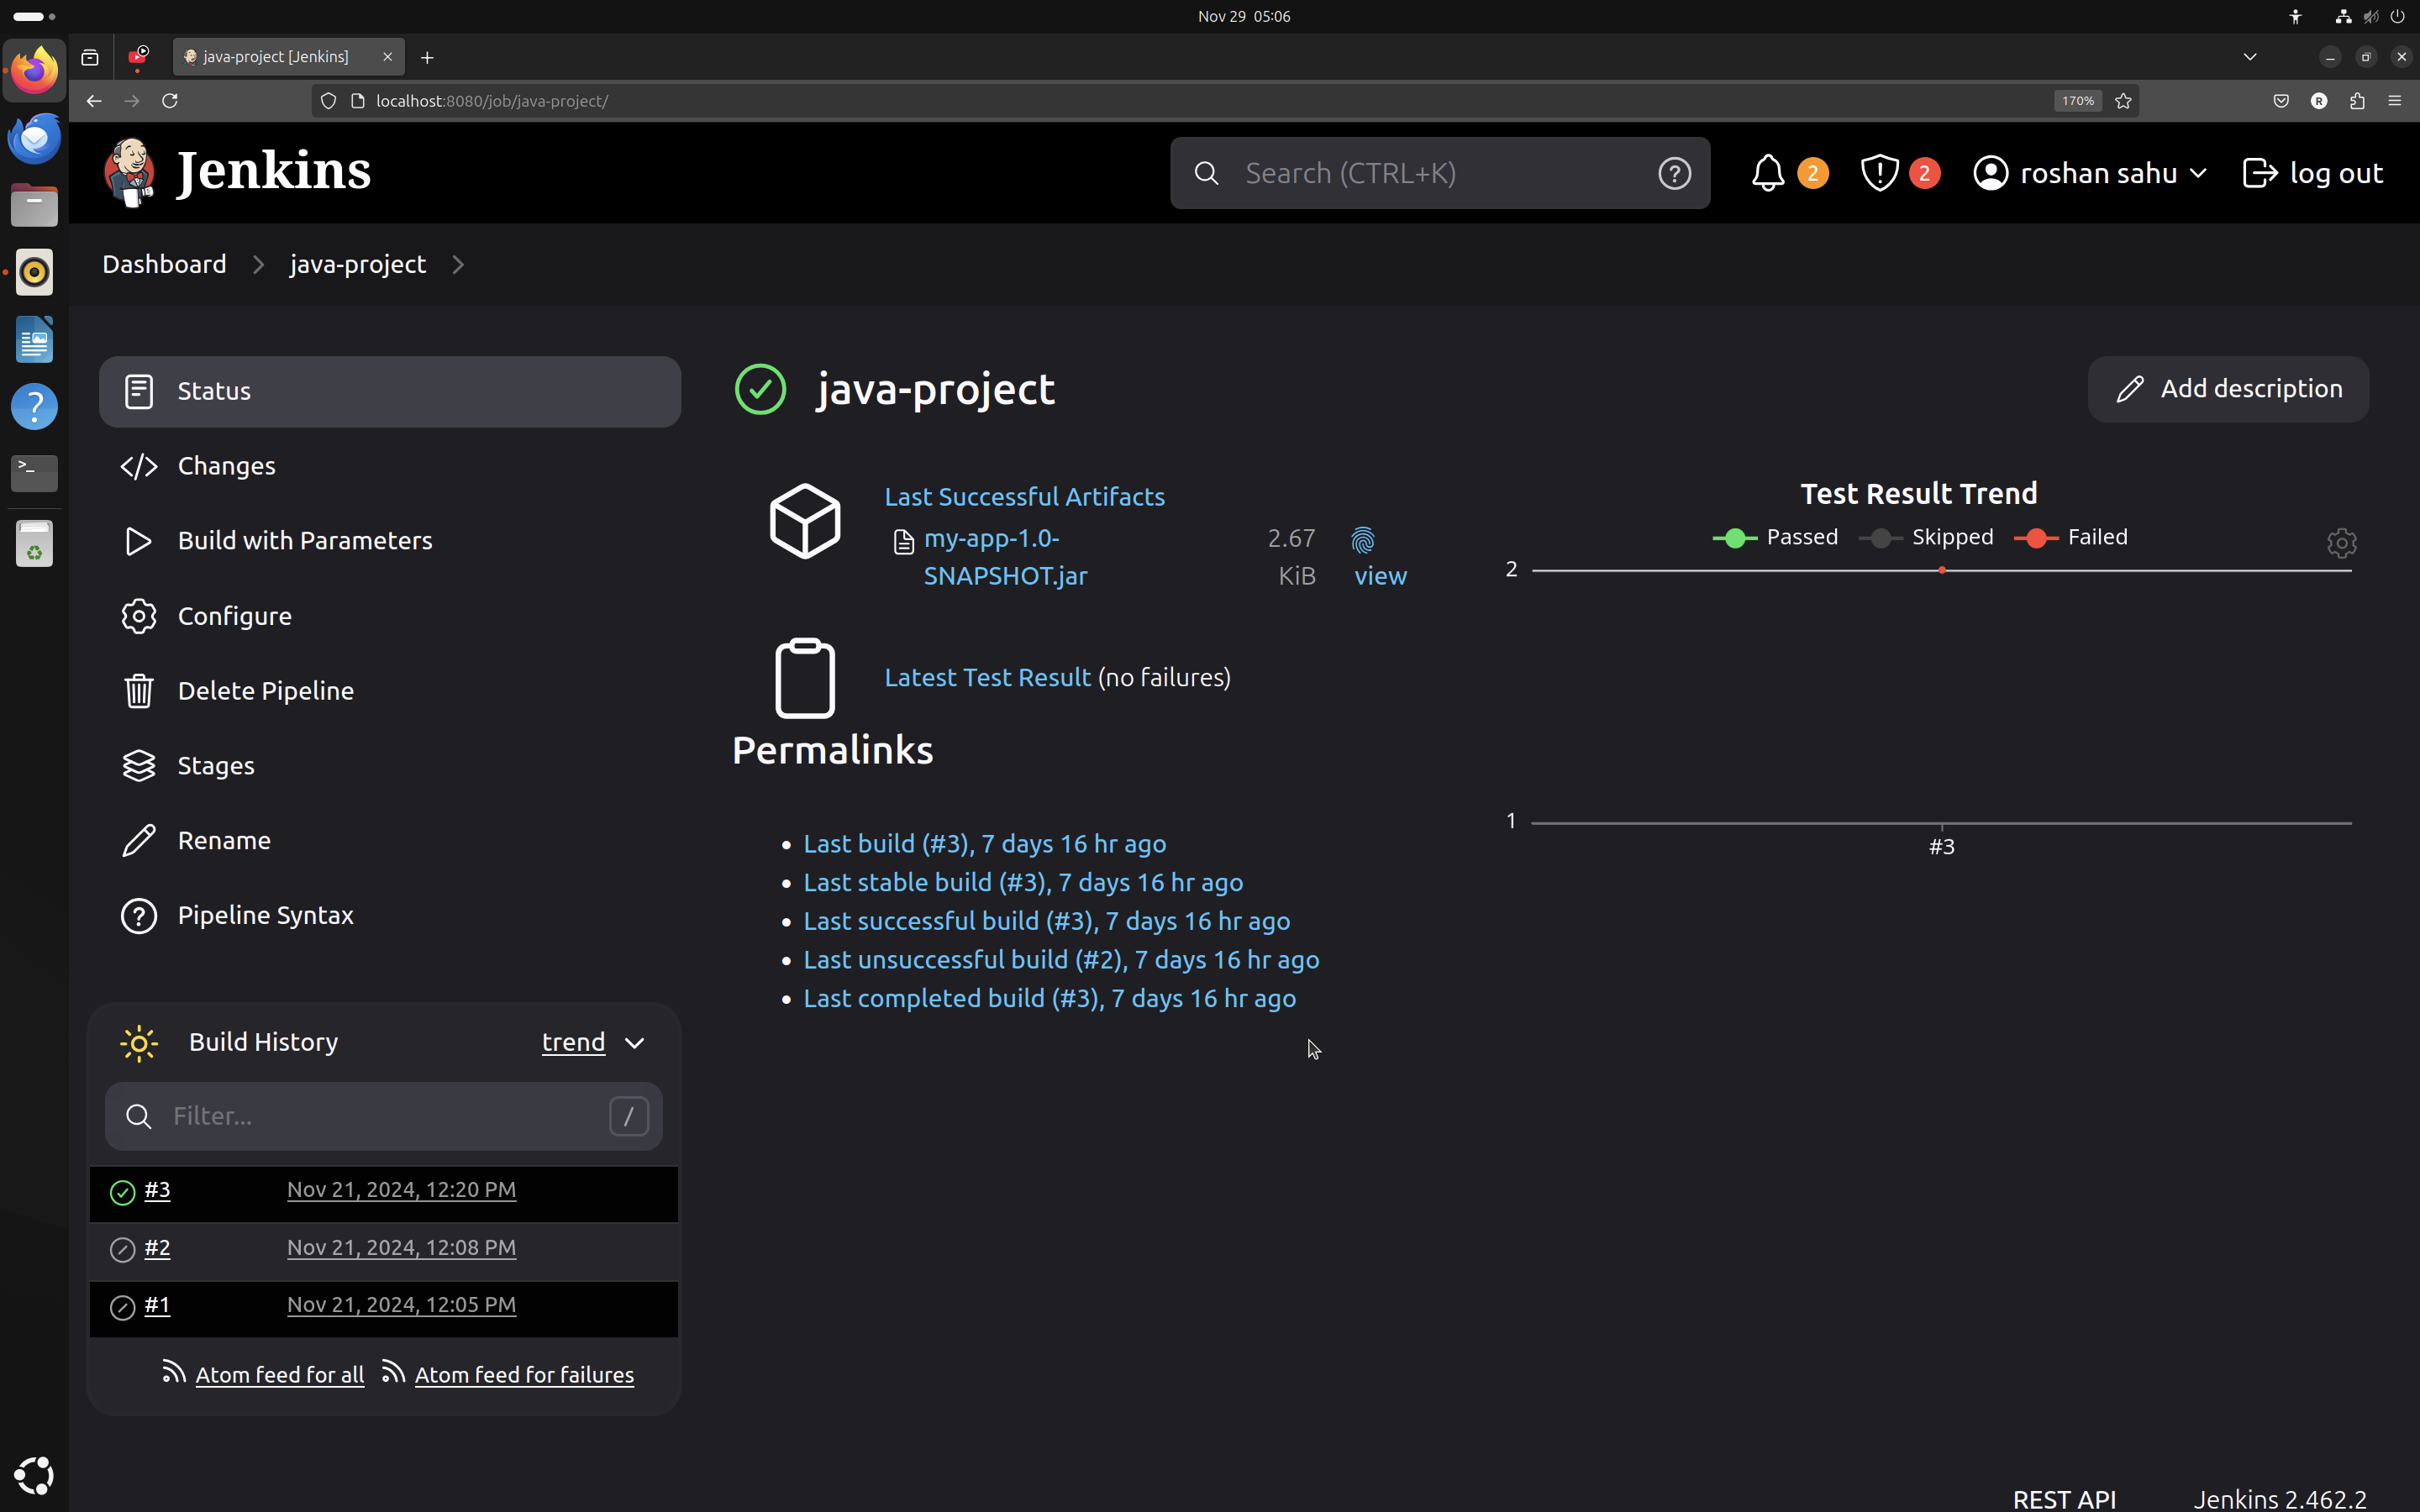 Nov 29 05:06
java-project [Jenkins]
localhost:8080/job/java-project/
170%
R
Jenkins
Search (CTRL+K)
?
2
2
roshan sahu
log out
Dashboard
java-project
Status
Changes
Build with Parameters
Configure
Delete Pipeline
Stages
Rename
Pipeline Syntax
java-project
Add description
Last Successful Artifacts
my-app-1.0-
SNAPSHOT.jar
2.67
KiB
view
Latest Test Result (no failures)
Permalinks
Last build (#3), 7 days 16 hr ago
Last stable build (#3), 7 days 16 hr ago
Last successful build (#3), 7 days 16 hr ago
Last unsuccessful build (#2), 7 days 16 hr ago
Last completed build (#3), 7 days 16 hr ago
Test Result Trend
Passed Skipped Failed
2
1
#3
Build History
trend
Filter...
/
#3 Nov 21, 2024, 12:20 PM
#2 Nov 21, 2024, 12:08 PM
#1 Nov 21, 2024, 12:05 PM
Atom feed for all Atom feed for failures
REST API
Jenkins 2.462.2